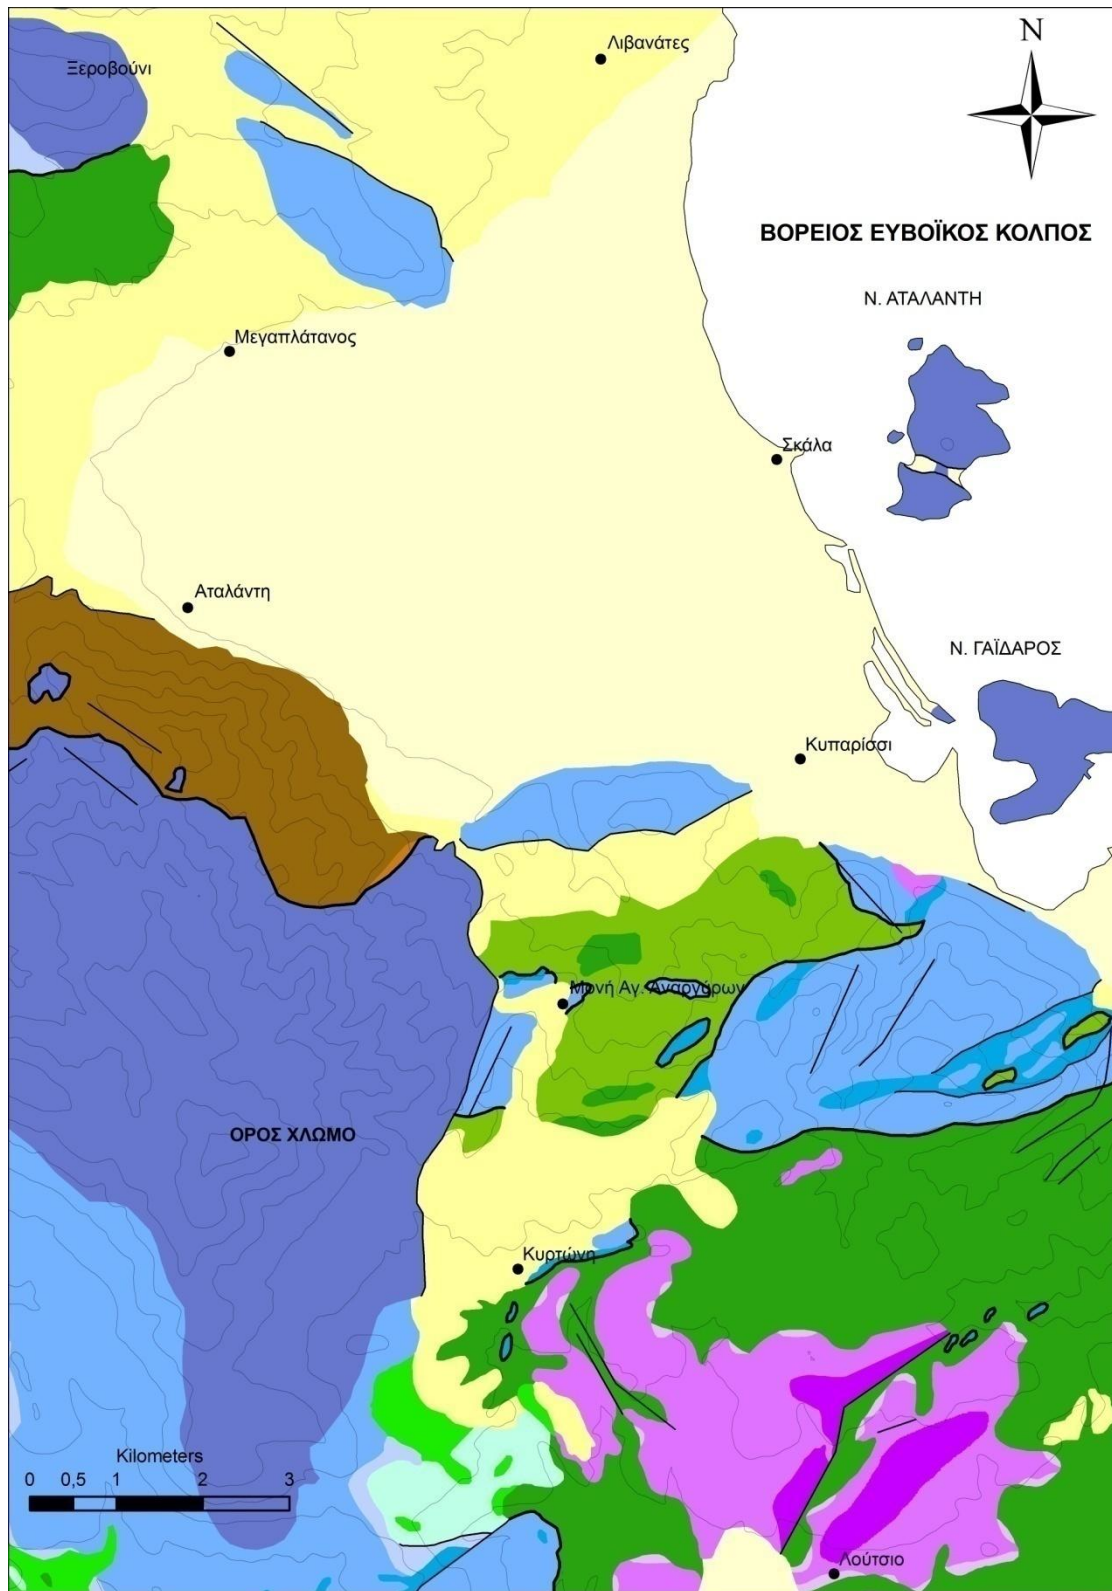 Ξεροβούνι
Λιβανάτες
N
ΒΟΡΕΙΟΣ ΕΥΒΟΪΚΟΣ ΚΟΛΠΟΣ
Ν. ΑΤΑΛΑΝΤΗ
Μεγαπλάτανος
Σκάλα
Αταλάντη
Ν. ΓΑΪΔΑΡΟΣ
Κυπαρίσσι
Μονή Αγ. Αναργύρων
ΟΡΟΣ ΧΛΩΜΟ
Κυρτώνη
Kilometers
0 0,5 1 2 3
Λούτσιο